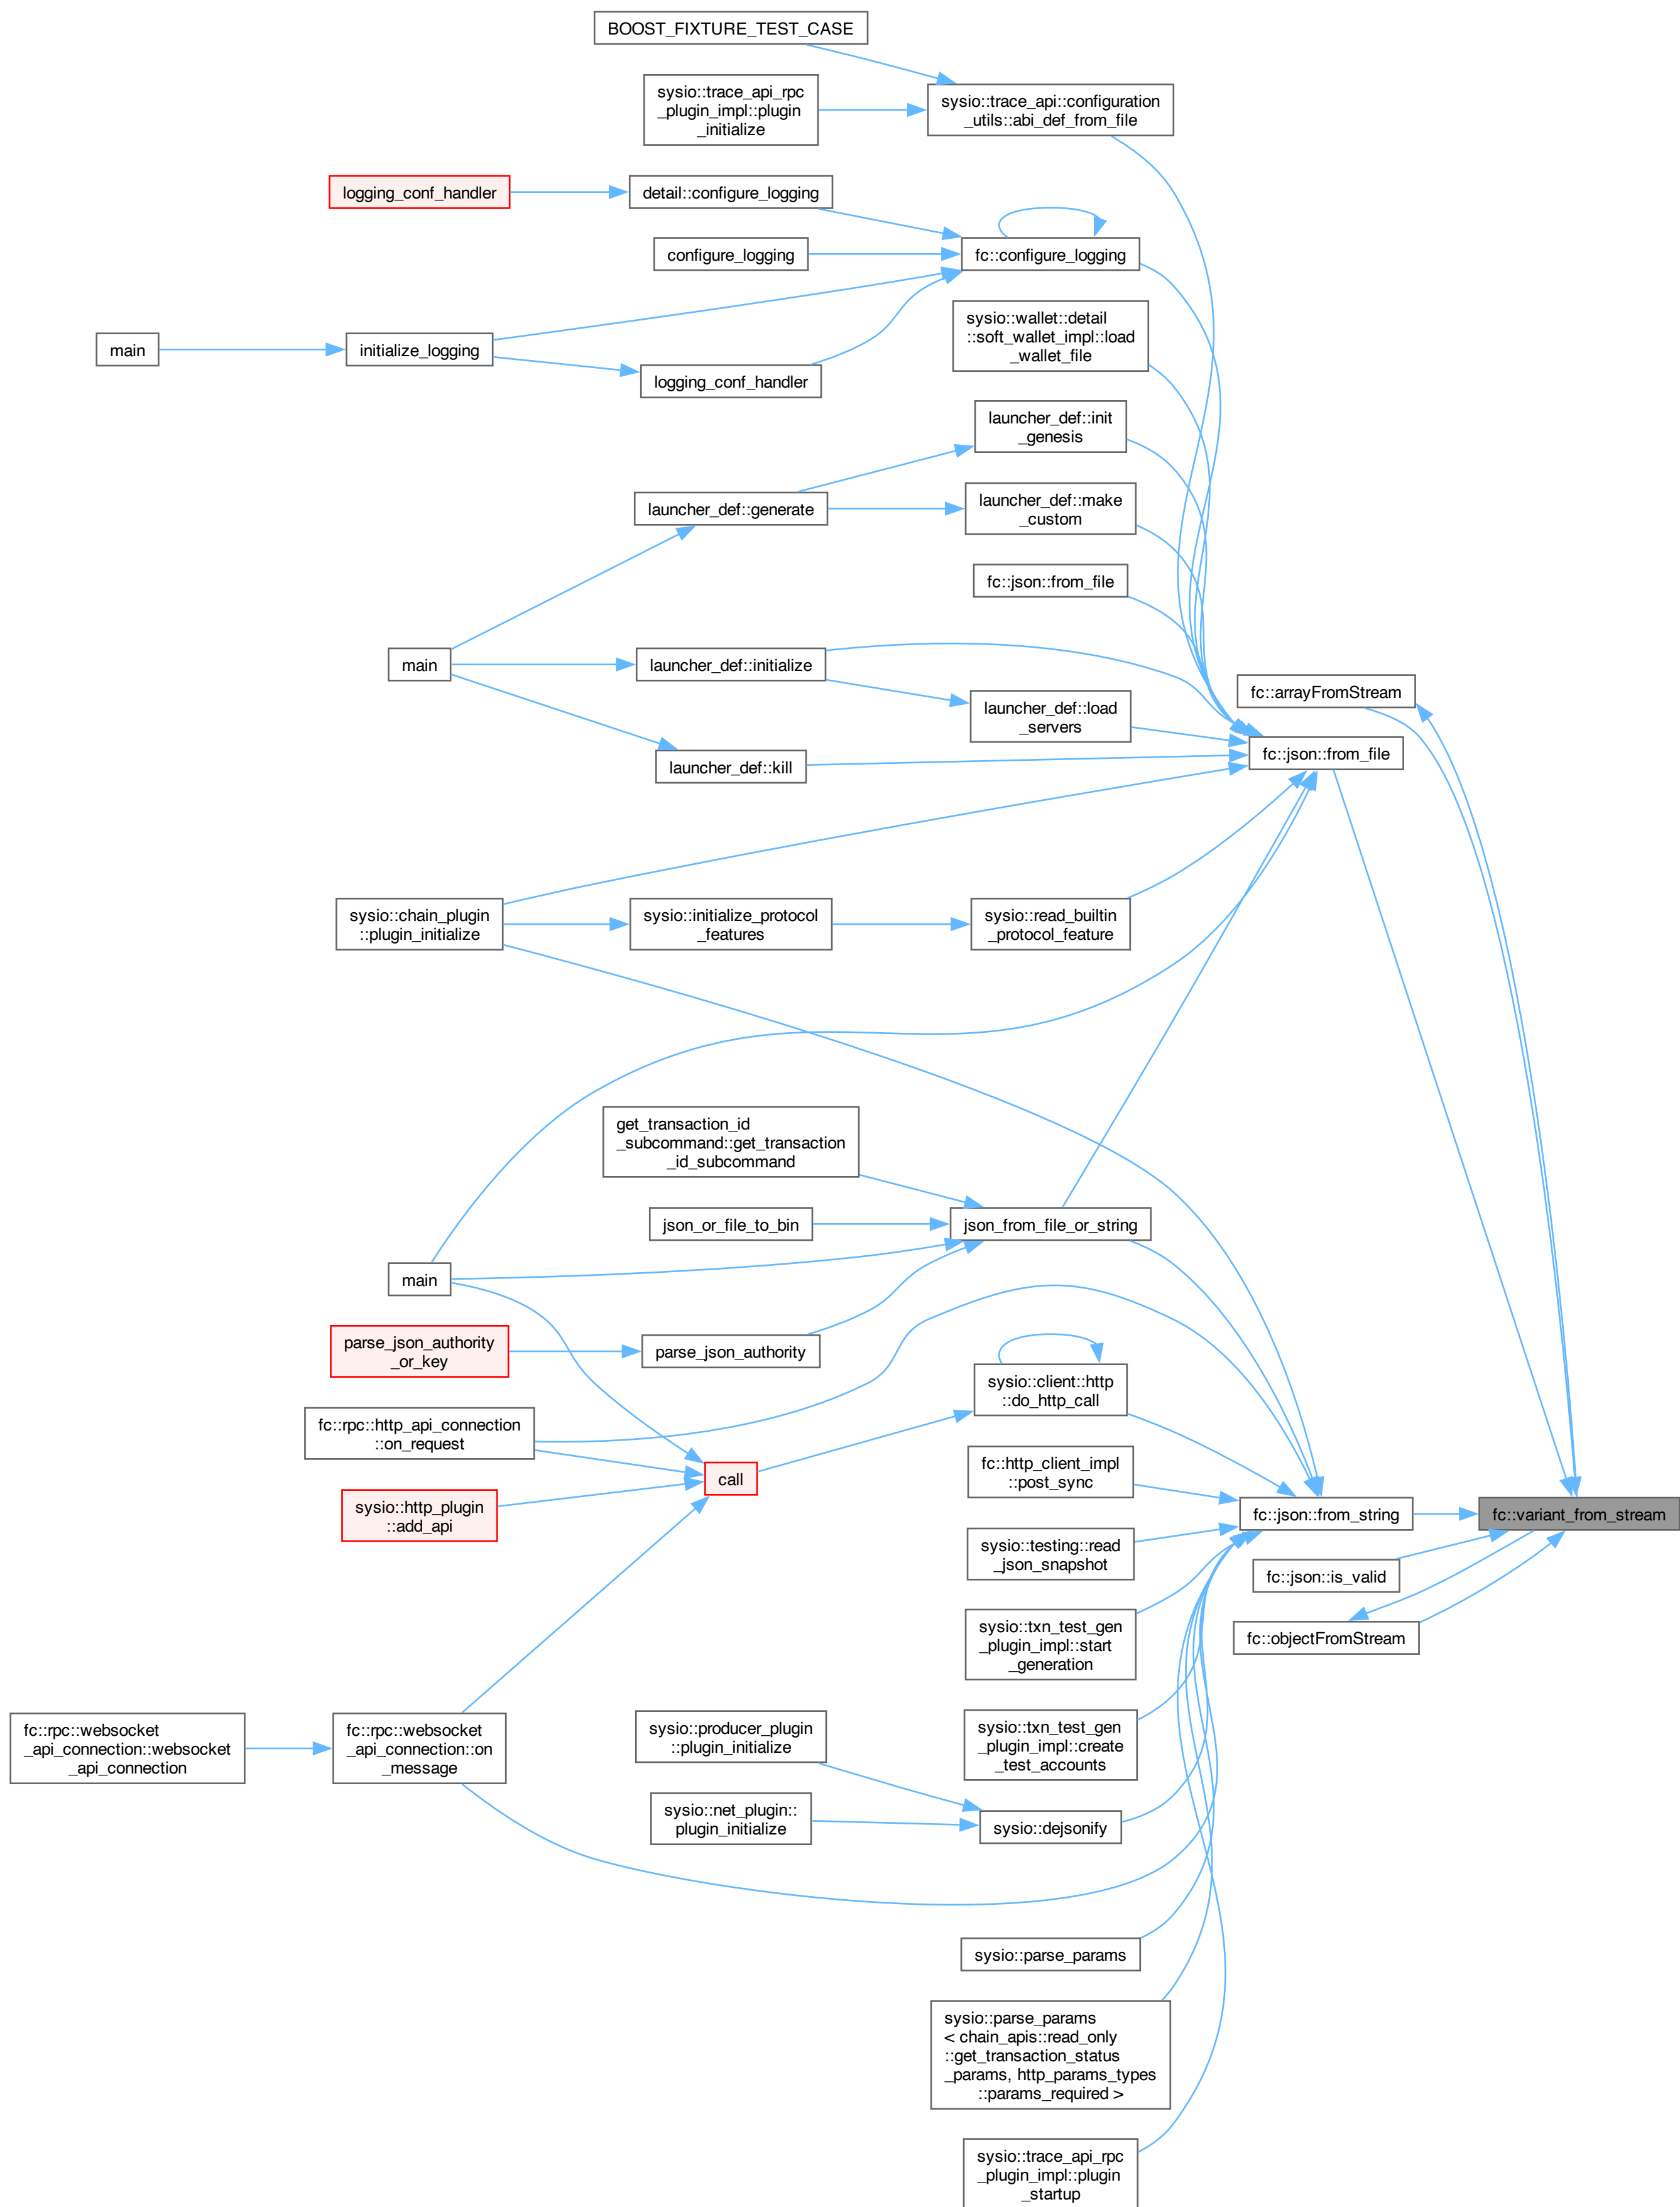 BOOST_FIXTURE_TEST_CASE
sysio::trace_api_rpc
_plugin_impl::plugin
_initialize
sysio::trace_api::configuration
_utils::abi_def_from_file
logging_conf_handler
detail::configure_logging
configure_logging
fc::configure_logging
sysio::wallet::detail
::soft_wallet_impl::load
_wallet_file
main
initialize_logging
logging_conf_handler
launcher_def::init
_genesis
launcher_def::generate
launcher_def::make
_custom
fc::json::from_file
main
launcher_def::initialize
launcher_def::load
_servers
launcher_def::kill
fc::arrayFromStream
fc::json::from_file
sysio::chain_plugin
::plugin_initialize
sysio::initialize_protocol
_features
sysio::read_builtin
_protocol_feature
get_transaction_id
_subcommand::get_transaction
_id_subcommand
json_or_file_to_bin
json_from_file_or_string
main
parse_json_authority
_or_key
parse_json_authority
sysio::client::http
::do_http_call
fc::rpc::http_api_connection
::on_request
call
sysio::http_plugin
::add_api
fc::http_client_impl
::post_sync
fc::json::from_string
fc::variant_from_stream
sysio::testing::read
_json_snapshot
fc::json::is_valid
fc::objectFromStream
sysio::txn_test_gen
_plugin_impl::start
_generation
fc::rpc::websocket
_api_connection::websocket
_api_connection
fc::rpc::websocket
_api_connection::on
_message
sysio::producer_plugin
::plugin_initialize
sysio::txn_test_gen
_plugin_impl::create
_test_accounts
sysio::net_plugin::
plugin_initialize
sysio::dejsonify
sysio::parse_params
sysio::parse_params
< chain_apis::read_only
::get_transaction_status
_params, http_params_types
::params_required >
sysio::trace_api_rpc
_plugin_impl::plugin
_startup